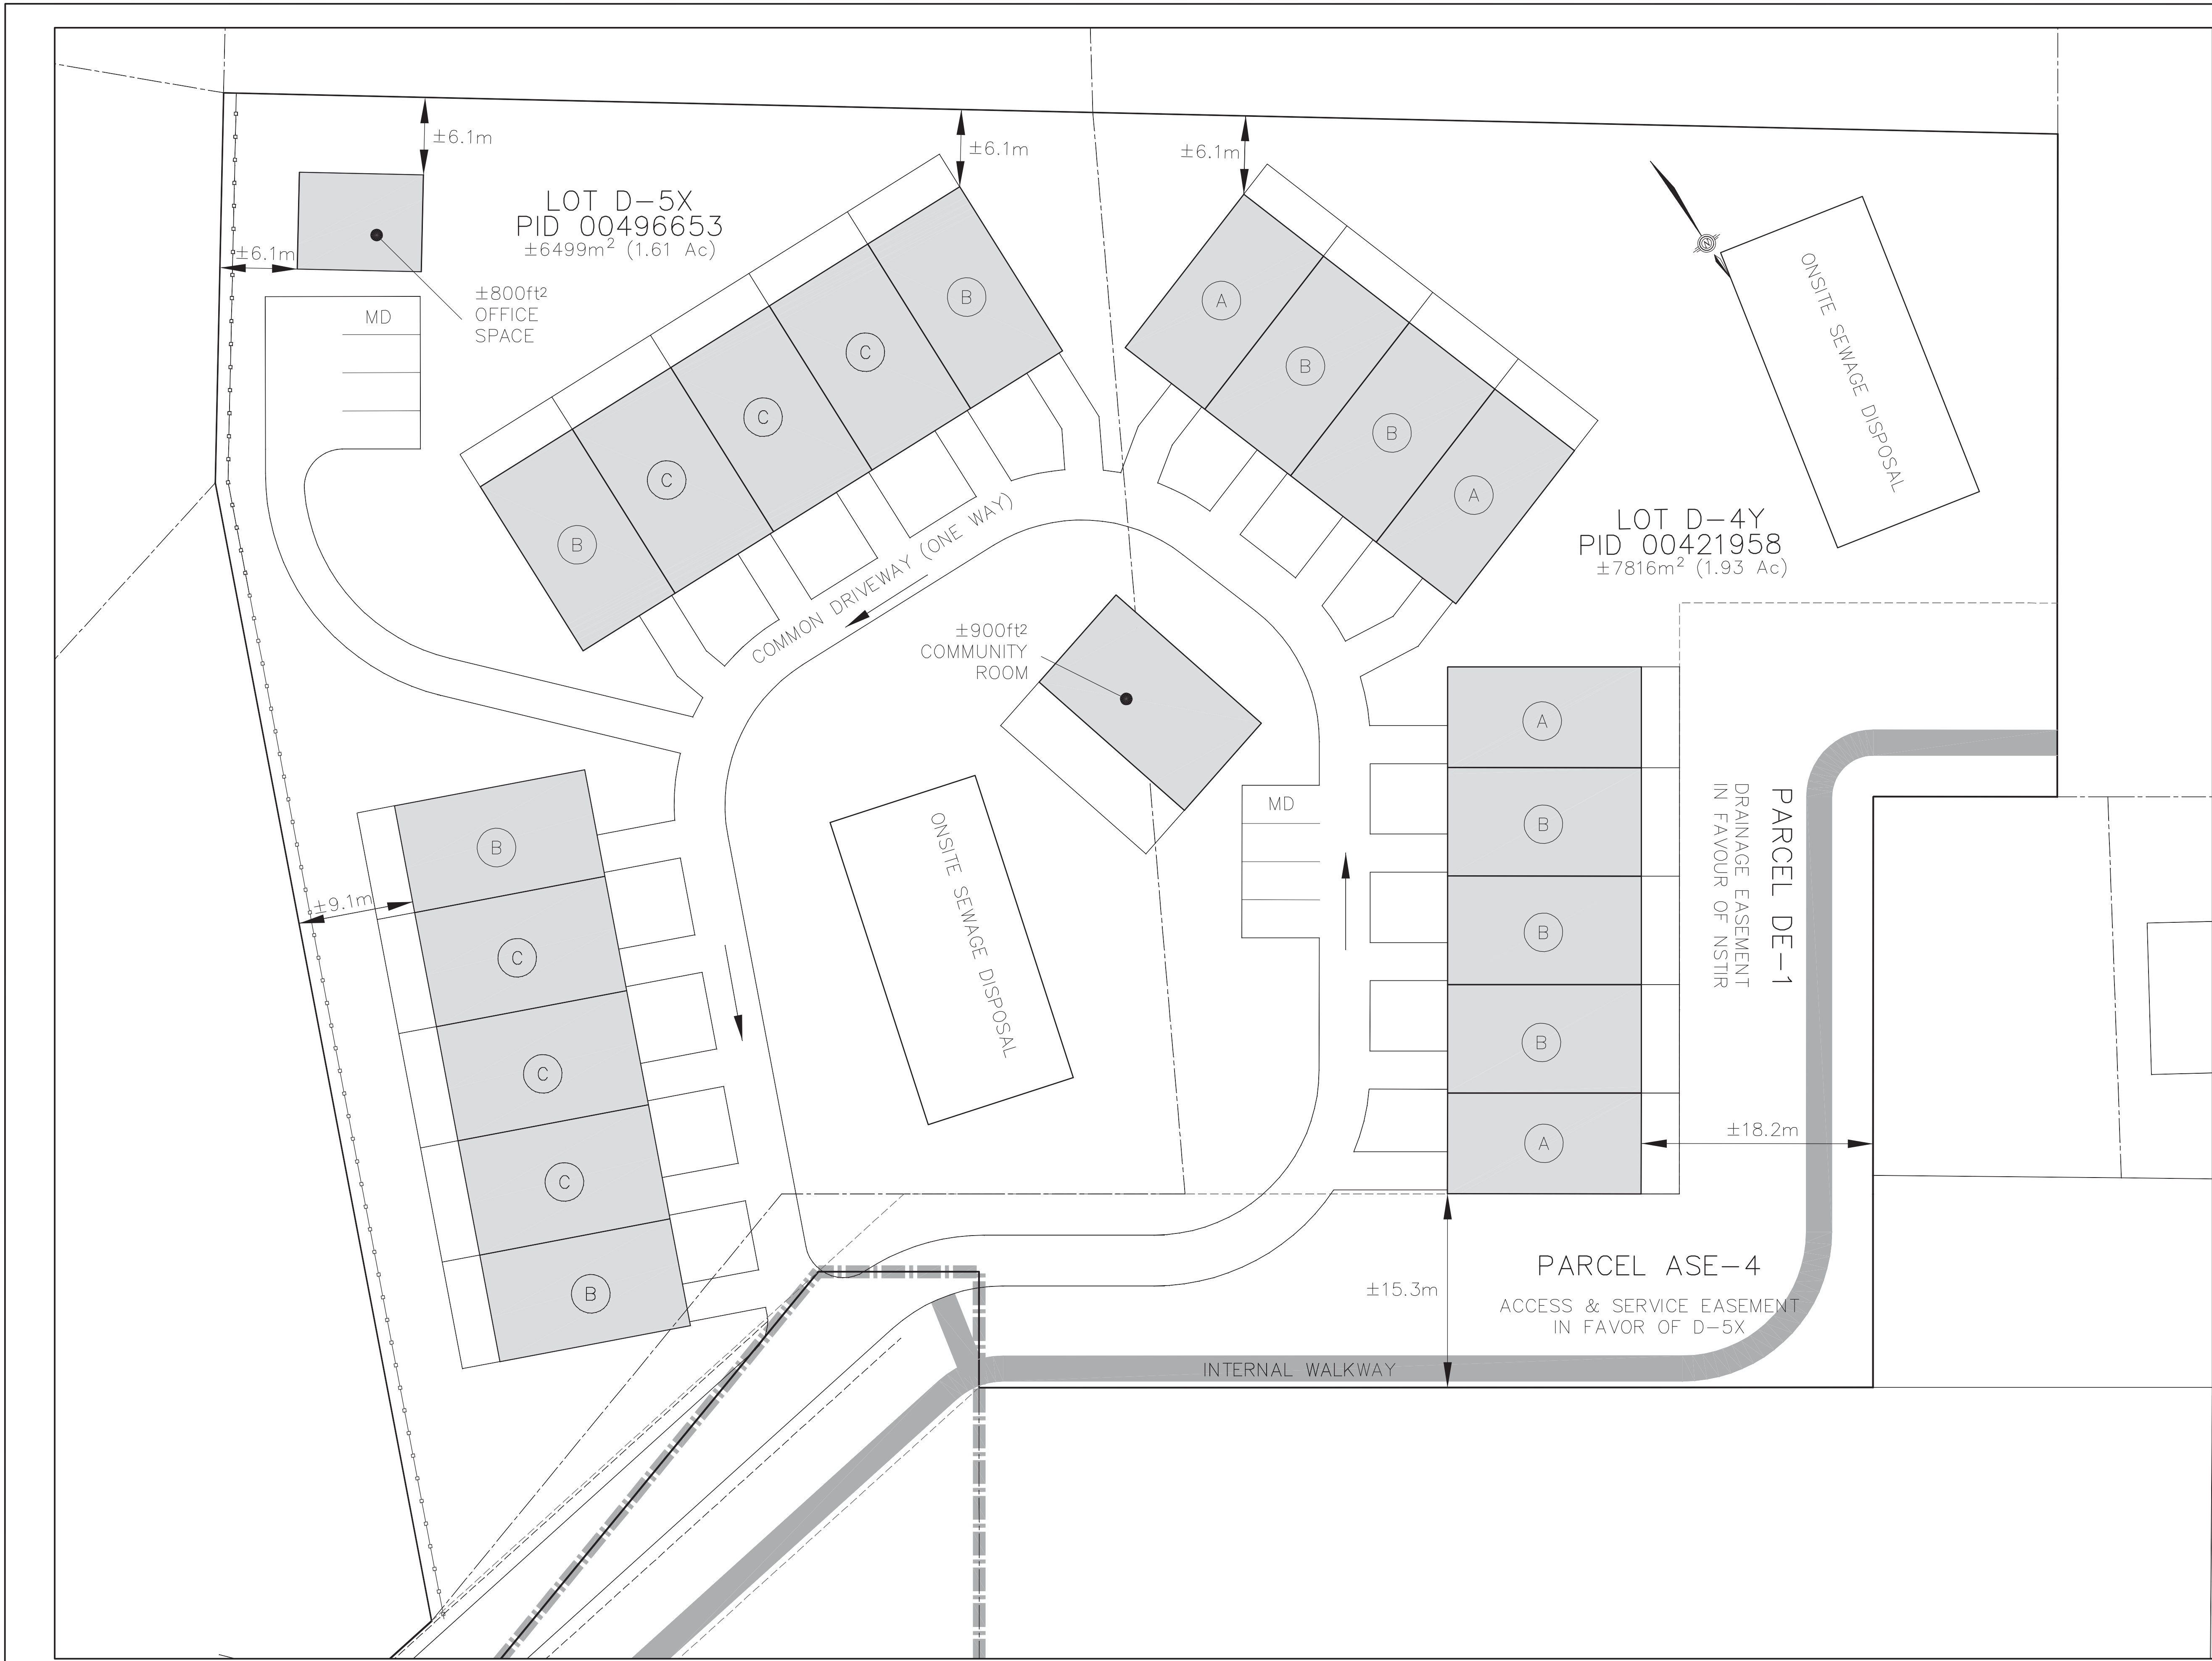 ±6.1m
±6.1m
±6.1m
LOT D-5X
PID 00496653
±6499m² (1.61 Ac)
±6.1m
±800ft²
OFFICE
SPACE
MD
B
C
C
C
B
A
B
B
A
N
ONSITE SEWAGE DISPOSAL
LOT D-4Y
PID 00421958
±7816m² (1.93 Ac)
COMMON DRIVEWAY (ONE WAY)
±900ft²
COMMUNITY
ROOM
MD
A
B
B
B
A
PARCEL DE-1
DRAINAGE EASEMENT
IN FAVOUR OF NSTIR
B
C
C
C
B
±9.1m
ONSITE SEWAGE DISPOSAL
±18.2m
±15.3m
PARCEL ASE-4
ACCESS & SERVICE EASEMENT
IN FAVOR OF D-5X
INTERNAL WALKWAY